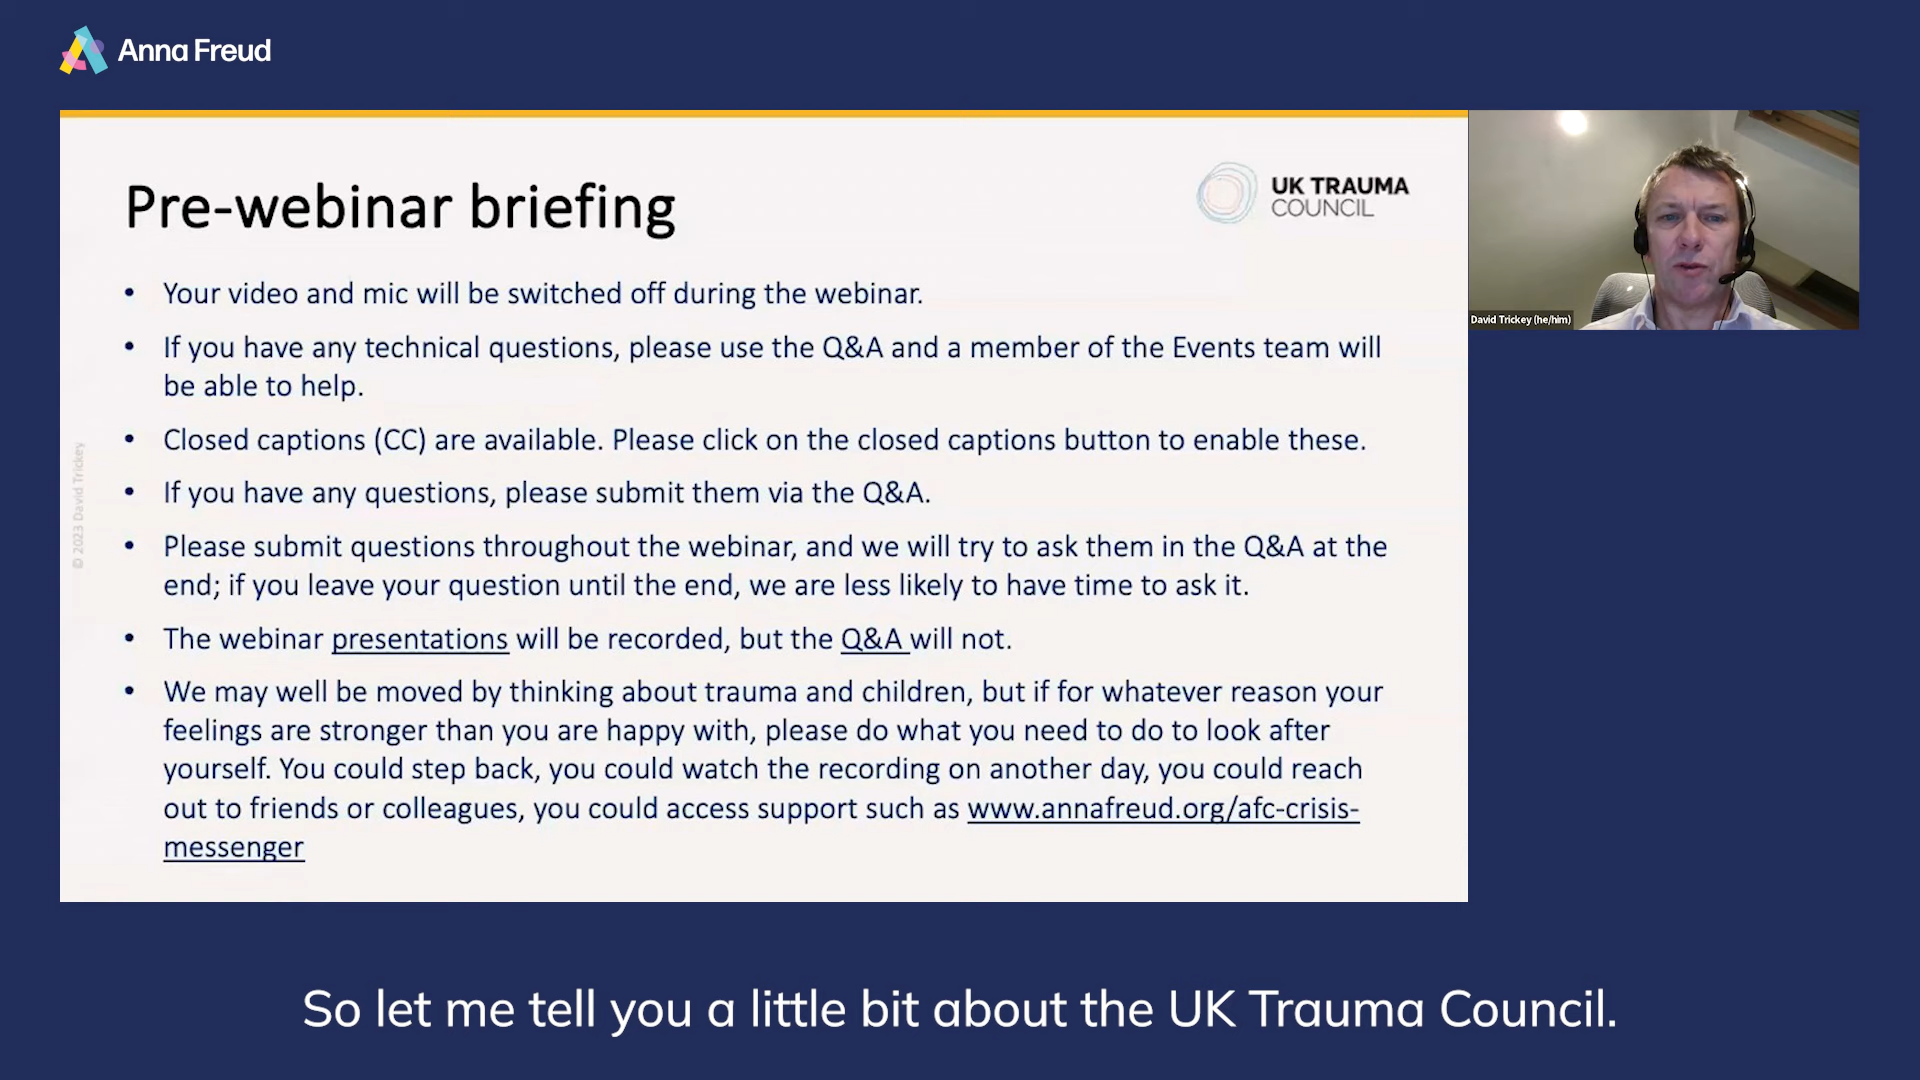 Anna Freud
Pre-webinar briefing
UK TRAUMA
COUNCIL
• Your video and mic will be switched off during the webinar.
• If you have any technical questions, please use the Q&A and a member of the Events team will
be able to help.
• Closed captions (CC) are available. Please click on the closed captions button to enable these.
• If you have any questions, please submit them via the Q&A.
• Please submit questions throughout the webinar, and we will try to ask them in the Q&A at the
end; if you leave your question until the end, we are less likely to have time to ask it.
• The webinar presentations will be recorded, but the Q&A will not.
• We may well be moved by thinking about trauma and children, but if for whatever reason your
feelings are stronger than you are happy with, please do what you need to do to look after
yourself. You could step back, you could watch the recording on another day, you could reach
out to friends or colleagues, you could access support such as www.annafreud.org/afc-crisis-
messenger
© 2023 David Trickey
David Trickey (he/him)
So let me tell you a little bit about the UK Trauma Council.